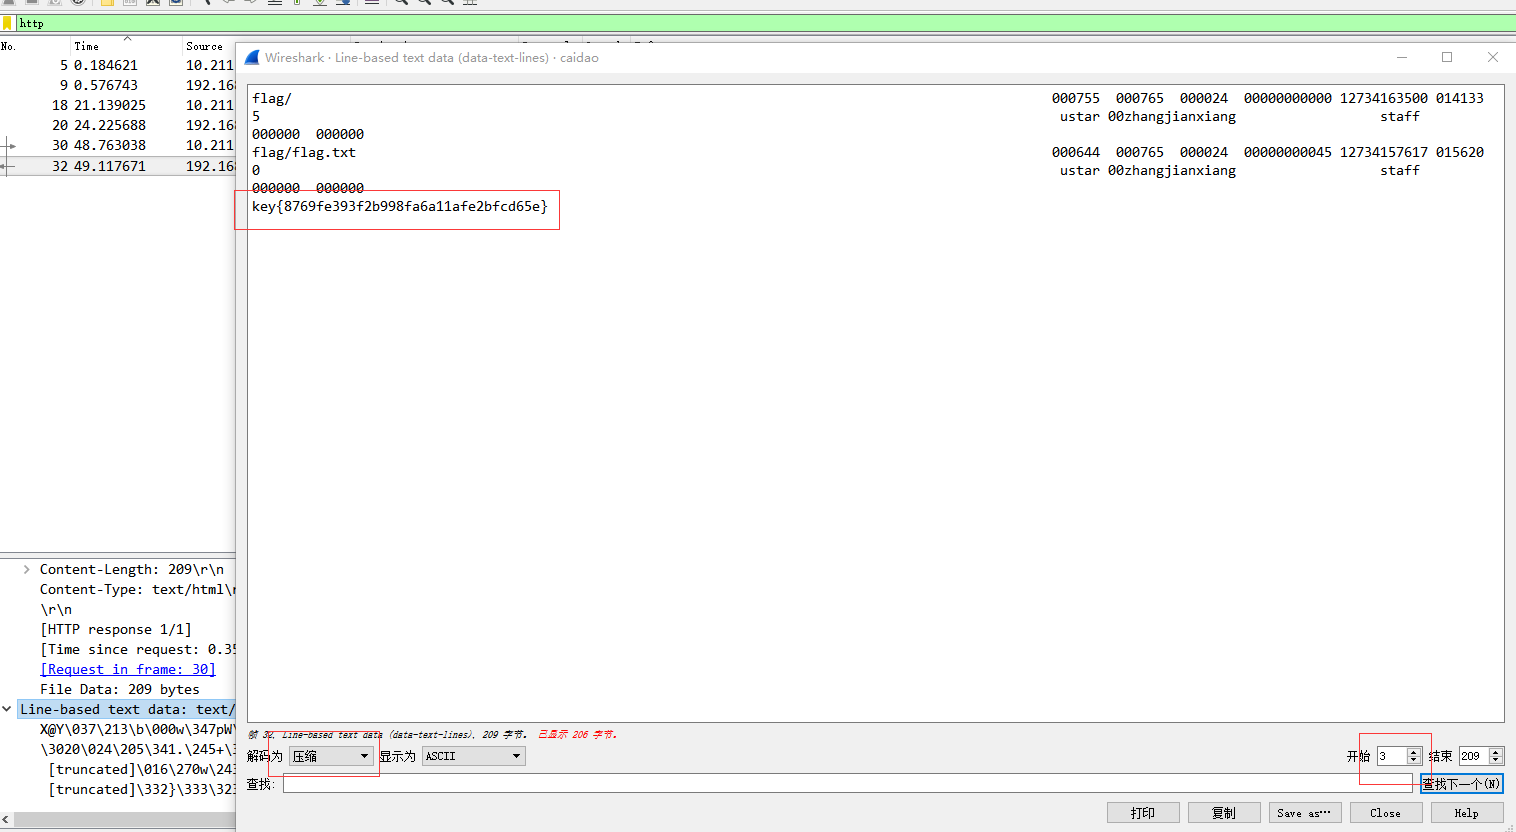 http
No. Time Source
5 0.184621 10.211
9 0.576743 192.168
18 21.139025 10.211
20 24.225688 192.168
30 48.763038 10.211
32 49.117671 192.168
Wireshark · Line-based text data (data-text-lines) · caidao
flag/ 000755 000765 000024 00000000000 12734163500 014133
5 ustar 00zhangjianxiang staff
000000 000000
flag/flag.txt 000644 000765 000024 00000000045 12734157617 015620
0 ustar 00zhangjianxiang staff
000000 000000
key{8769fe393f2b998fa6a11afe2bfcd65e}
Content-Length: 209\r\n
Content-Type: text/html\r
\r\n
[HTTP response 1/1]
[Time since request: 0.35
[Request in frame: 30]
File Data: 209 bytes
Line-based text data: text/
X@Y\037\213\b\000w\347pW\
\3020\024\205\341.\245+\3
[truncated]\016\270w\243
[truncated]\332}\333\323
帧 32, Line-based text data (data-text-lines), 209 字节. 已显示 206 字节.
解码为 压缩 显示为 ASCII 开始 3 结束 209
查找: 查找下一个(N)
打印 复制 Save as… Close Help